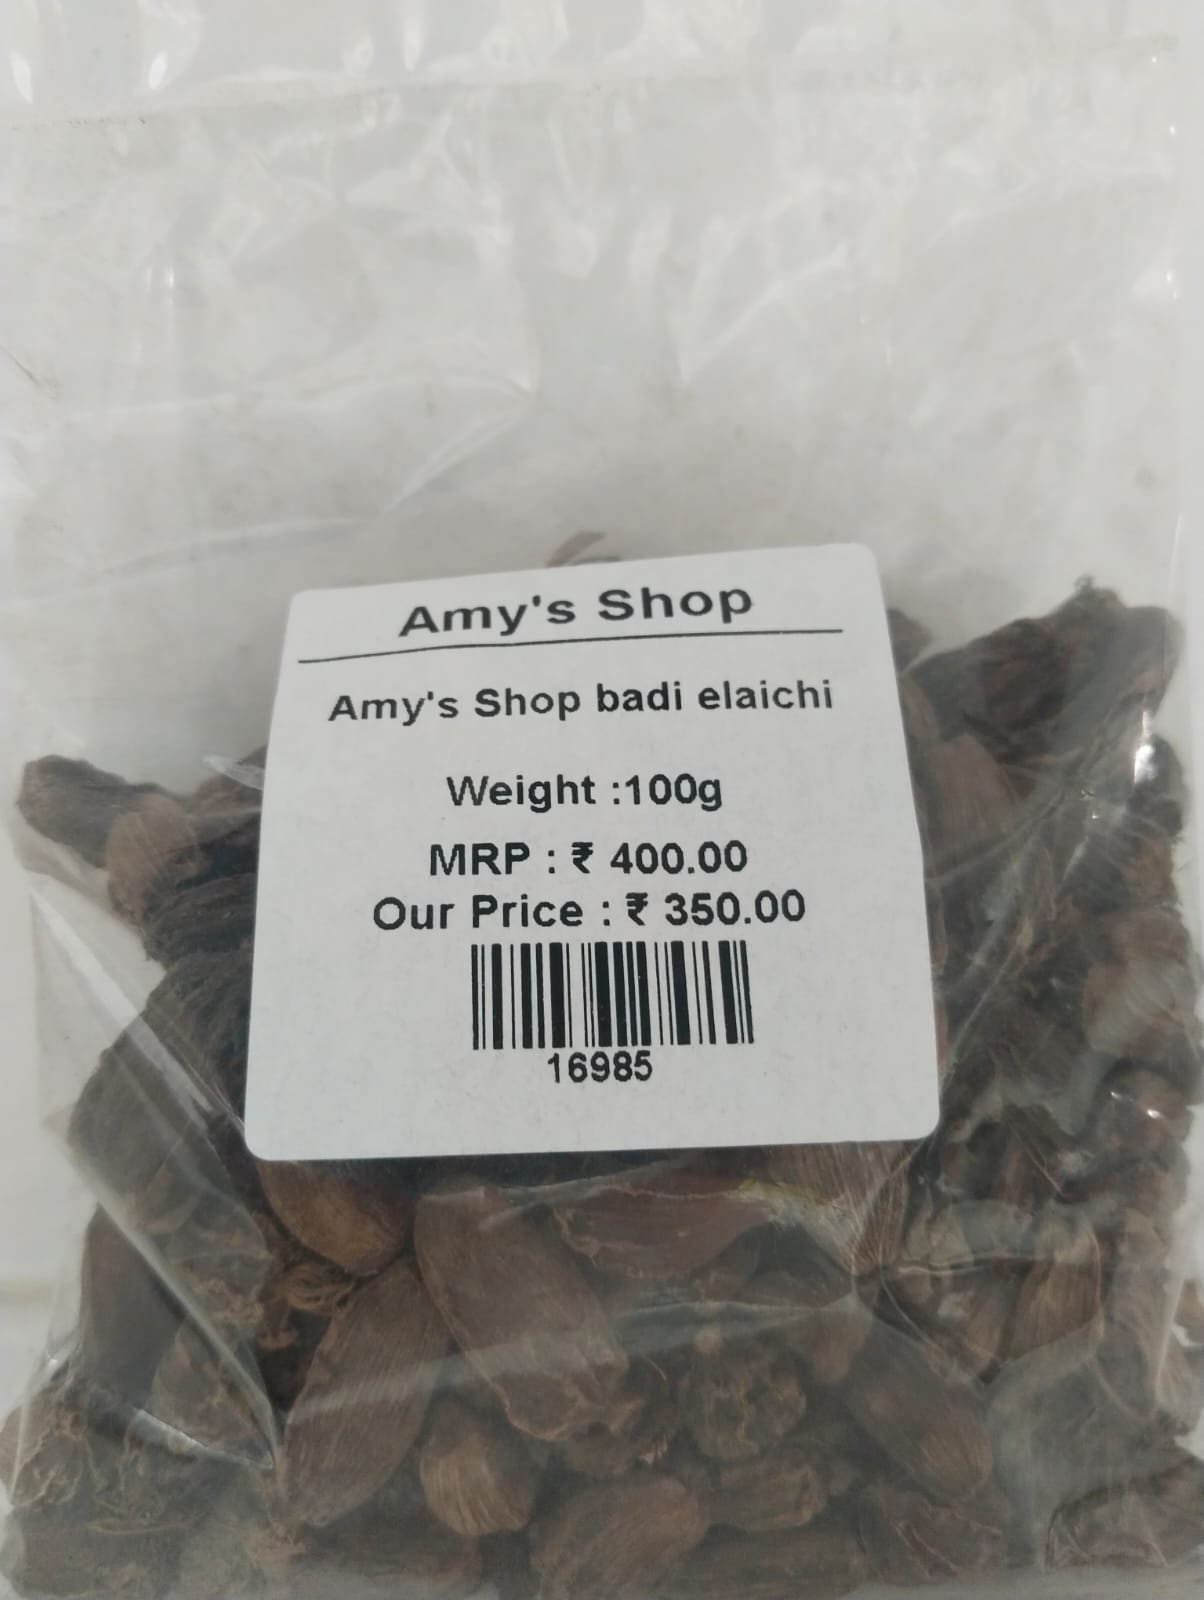 Amy's Shop
Amy's Shop badi elaichi
Weight :100g
MRP : ₹ 400.00
Our Price : ₹ 350.00
16985